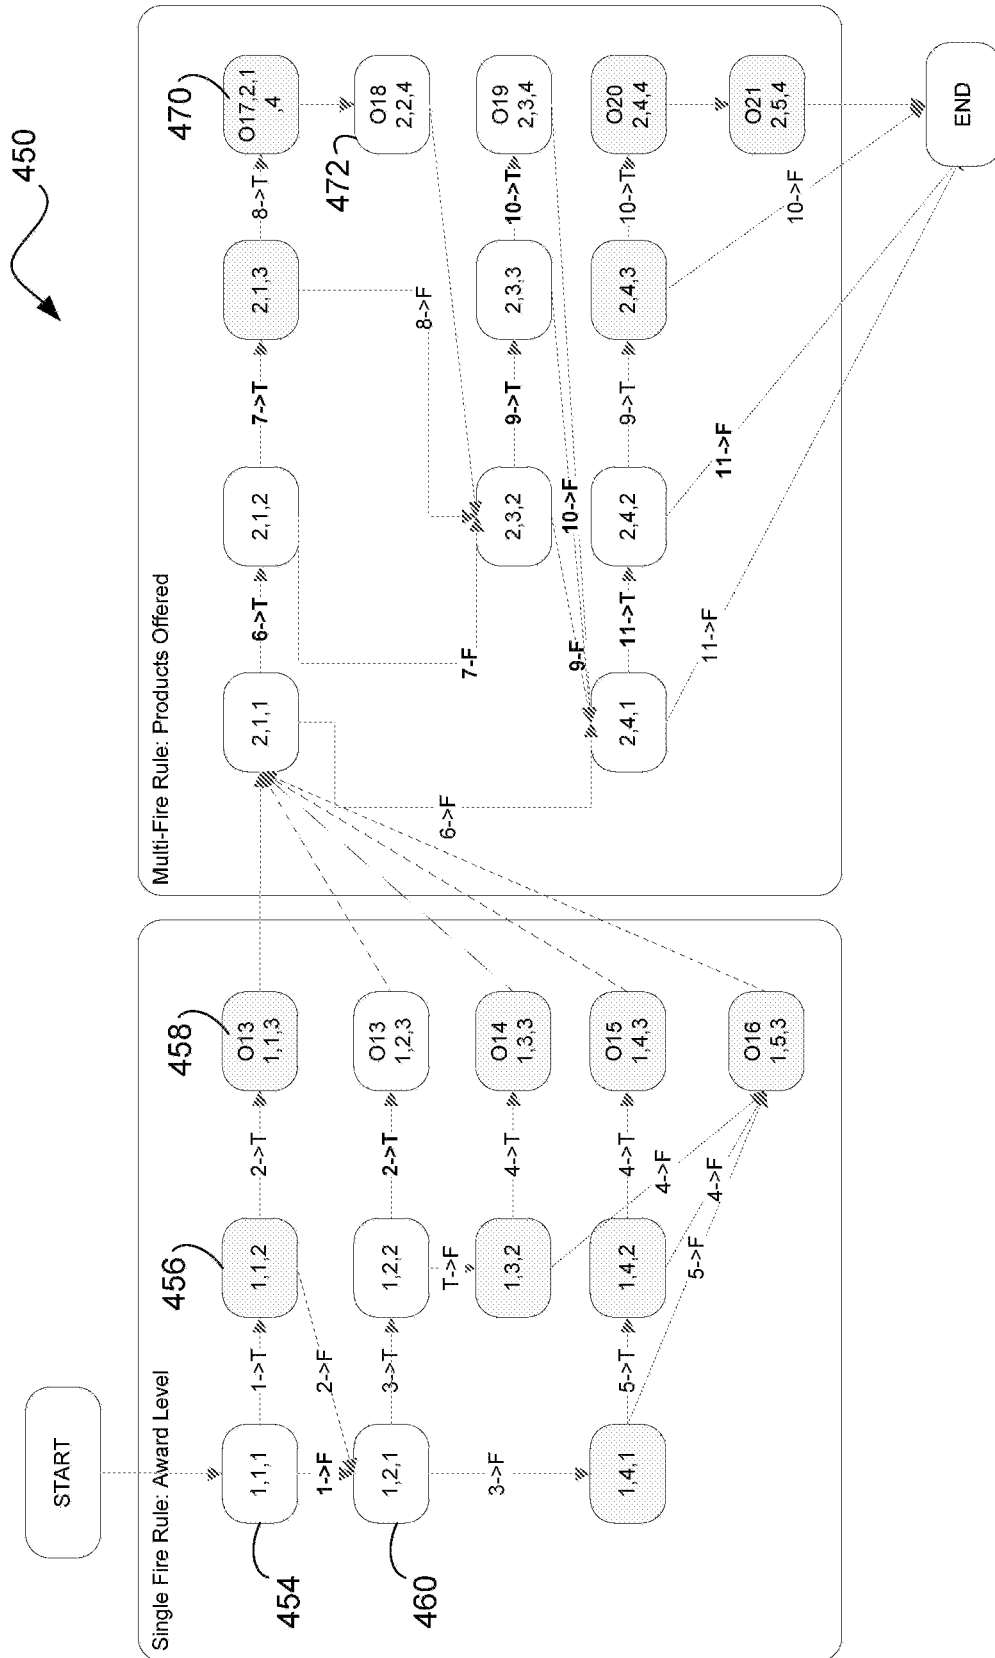 450
START
Single Fire Rule: Award Level
1,1,1
454
1->T
1,1,2
456
2->T
O13
1,1,3
458
1->F
2->F
1,2,1
460
3->T
1,2,2
2->T
O13
1,2,3
T->F
1,3,2
4->T
O14
1,3,3
3->F
1,4,1
5->T
1,4,2
4->T
O15
1,4,3
4->F
4->F
5->F
O16
1,5,3
Multi-Fire Rule: Products Offered
2,1,1
6->T
2,1,2
7->T
2,1,3
8->T
O17,2,1
,4
470
O18
2,2,4
472
8->F
7-F
6->F
2,3,2
9->T
2,3,3
10->T
O19
2,3,4
9-F
10->F
2,4,1
11->T
2,4,2
9->T
2,4,3
10->T
O20
2,4,4
O21
2,5,4
11->F
11->F
10->F
END